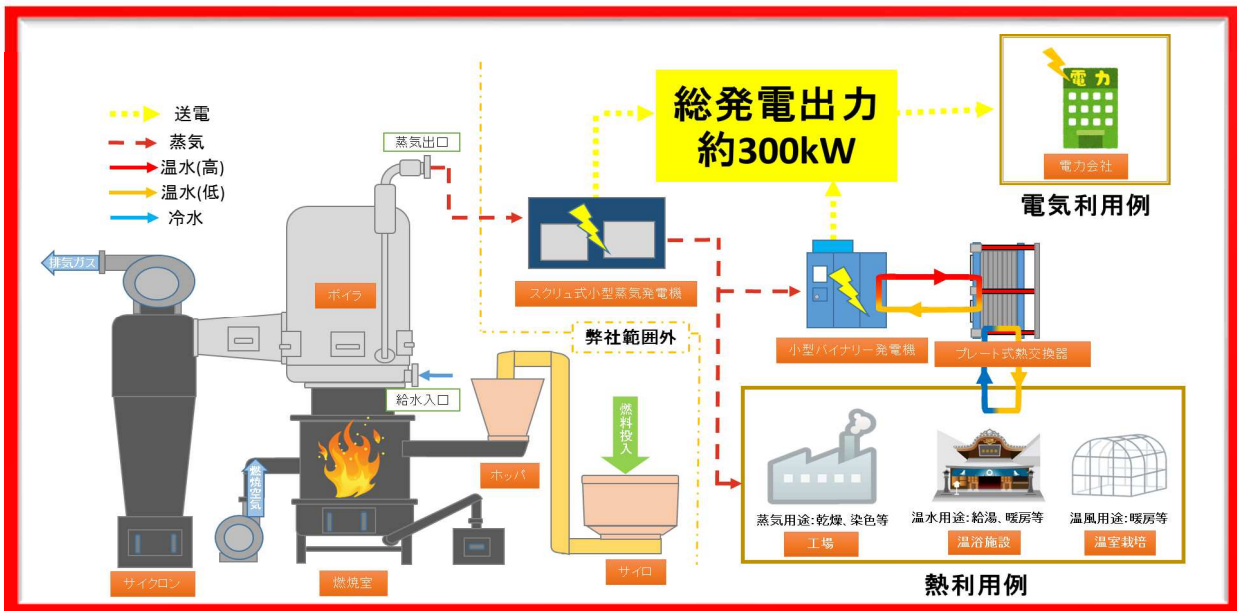 送電
蒸気
温水(高)
温水(低)
冷水
蒸気出口
総発電出力
約300kW
電力
電力会社
電気利用例
排気ガス
ボイラ
スクリュ式小型蒸気発電機
弊社範囲外
小型バイナリー発電機
プレート式熱交換器
給水入口
燃料投入
ホッパ
燃焼空気
サイクロン
燃焼室
サイロ
蒸気用途:乾燥、染色等
工場
温水用途:給湯、暖房等
温浴施設
温風用途:暖房等
温室栽培
熱利用例